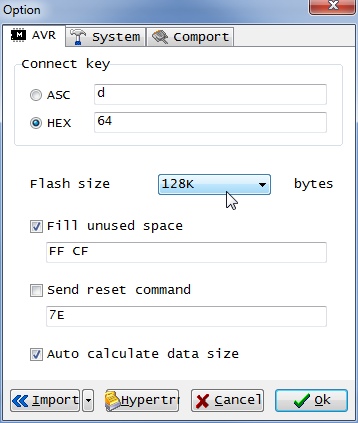 Option
AVR System Comport
Connect key
ASC d
HEX 64
Flash size 128K bytes
Fill unused space
FF CF
Send reset command
7E
Auto calculate data size
Import Hypertrm Cancel Ok